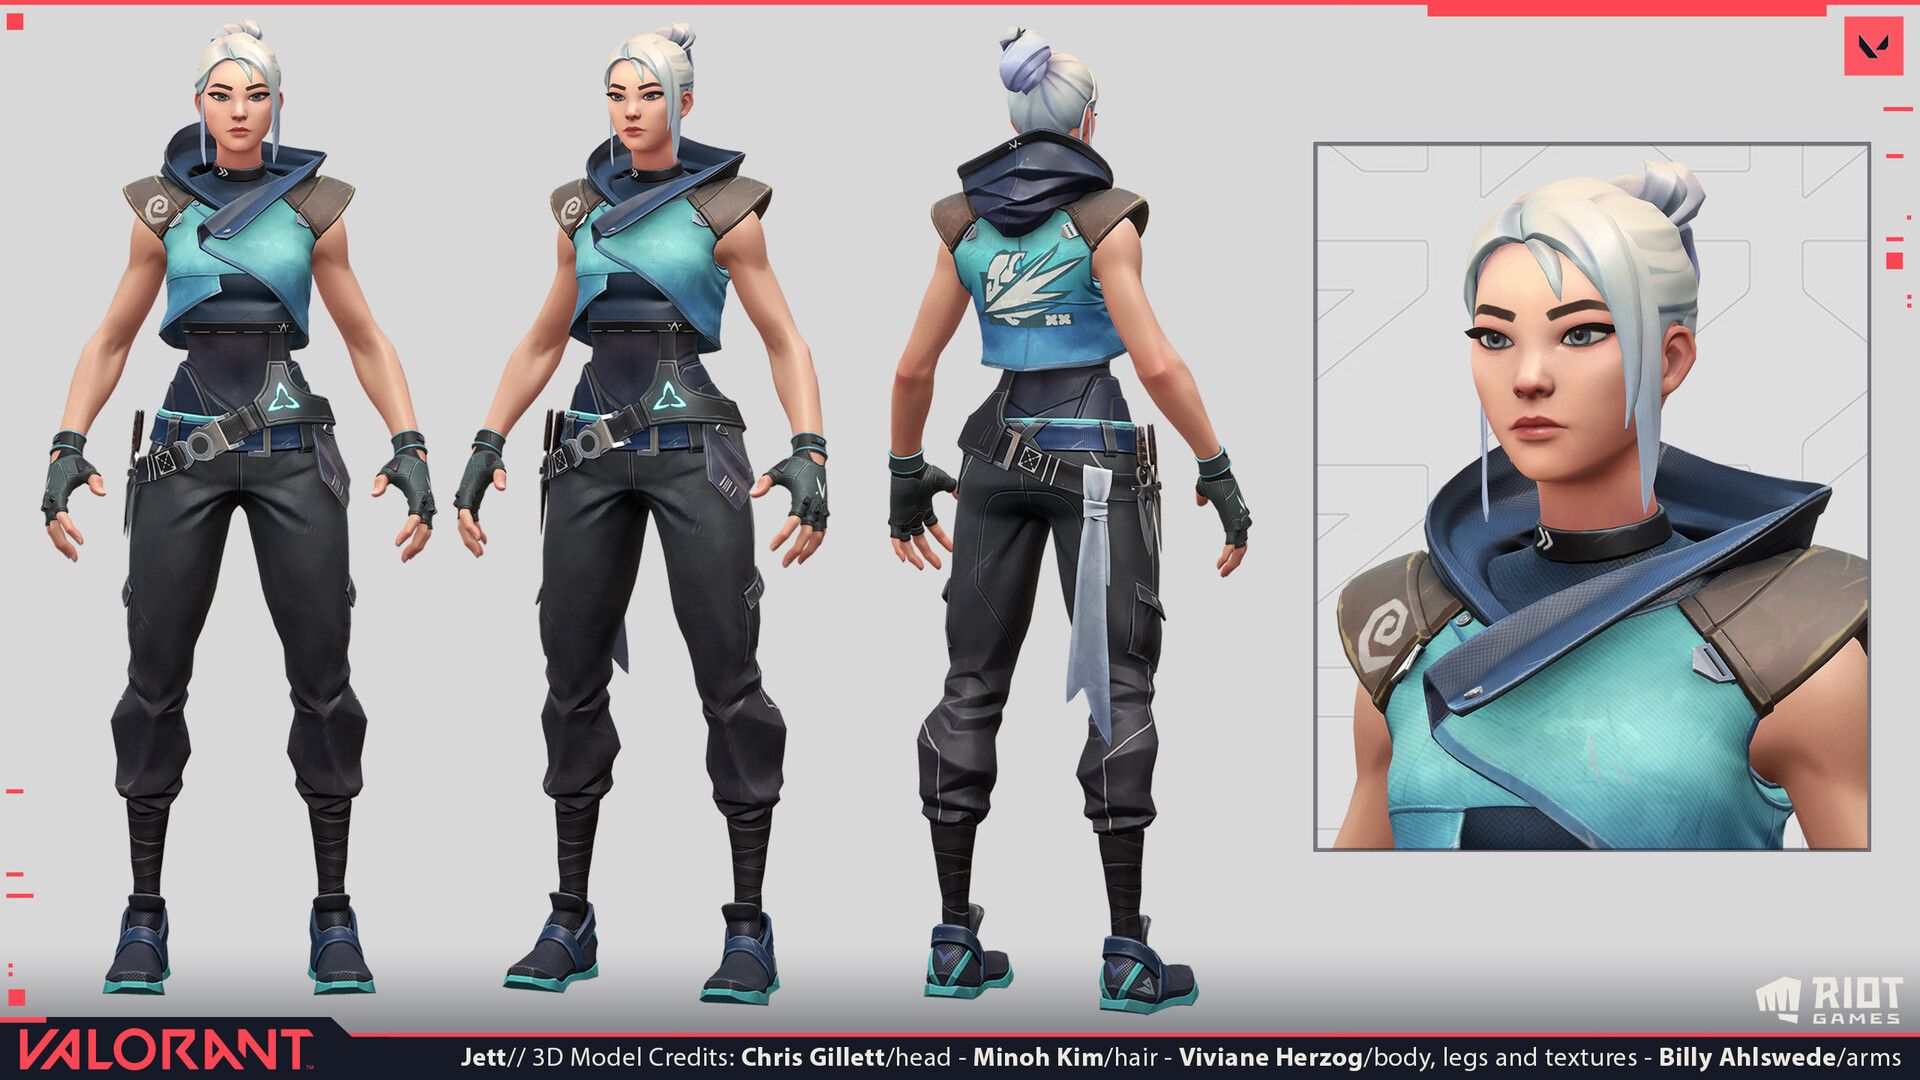 RIOT
GAMES
VALORANT™
Jett// 3D Model Credits: Chris Gillett/head - Minoh Kim/hair - Viviane Herzog/body, legs and textures - Billy Ahlswede/arms